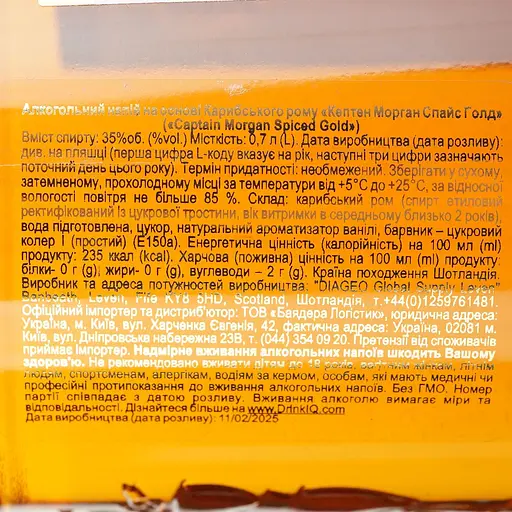 Алкогольний напій на основі Карибського рому «Кептен Морган Спайс Голд»
(«Captain Morgan Spiced Gold»)
Вміст спирту: 35%об. (%vol.) Місткість: 0,7 л (L). Дата виробництва (дата розливу):
див. на пляшці (перша цифра L-коду вказує на рік, наступні три цифри зазначають
поточний день цього року). Термін придатності: необмежений. Зберігати у сухому,
затемненому, прохолодному місці за температури від +5°С до +25°С, за відносної
вологості повітря не більше 85 %. Склад: карибський ром (спирт етиловий
ректифікований із цукрової тростини, вік витримки в середньому близько 2 років),
вода підготовлена, цукор, натуральний ароматизатор ванілі, барвник – цукровий
колер І (простий) (Е150а). Енергетична цінність (калорійність) на 100 мл (ml)
продукту: 235 ккал (kcal). Харчова (поживна) цінність на 100 мл (ml) продукту:
білки- 0 г (g); жири- 0 г (g), вуглеводи – 2 г (g). Країна походження Шотландія.
Виробник та адреса потужностей виробництва: "DIAGEO Global Supply Leven"
Banbeath, Leven, Fife KY8 5HD, Scotland, Шотландія, т.+44(0)1259761481.
Офіційний імпортер та дистриб'ютор: ТОВ «Баядера Логістик», юридична адреса:
Україна, м. Київ, вул. Харченка Євгенія, 42, фактична адреса: Україна, 02081 м.
Київ, вул. Дніпровська набережна 23В, т. (044) 354 09 20. Претензії від споживачів
приймає імпортер. Надмірне вживання алкогольних напоїв шкодить Вашому
здоров'ю. Не рекомендовано вживати дітям до 18 років, вагітним жінкам, літнім
людям, спортсменам, алергікам, водіям за кермом, особам, які мають медичні чи
професійні протипоказання до вживання алкогольних напоїв. Без ГМО. Номер
партії співпадає з датою розливу. Вживання алкоголю вимагає міри та
відповідальності. Дізнайтеся більше на www.DrinkIQ.com
Дата виробництва (дата розливу): 11/02/2025